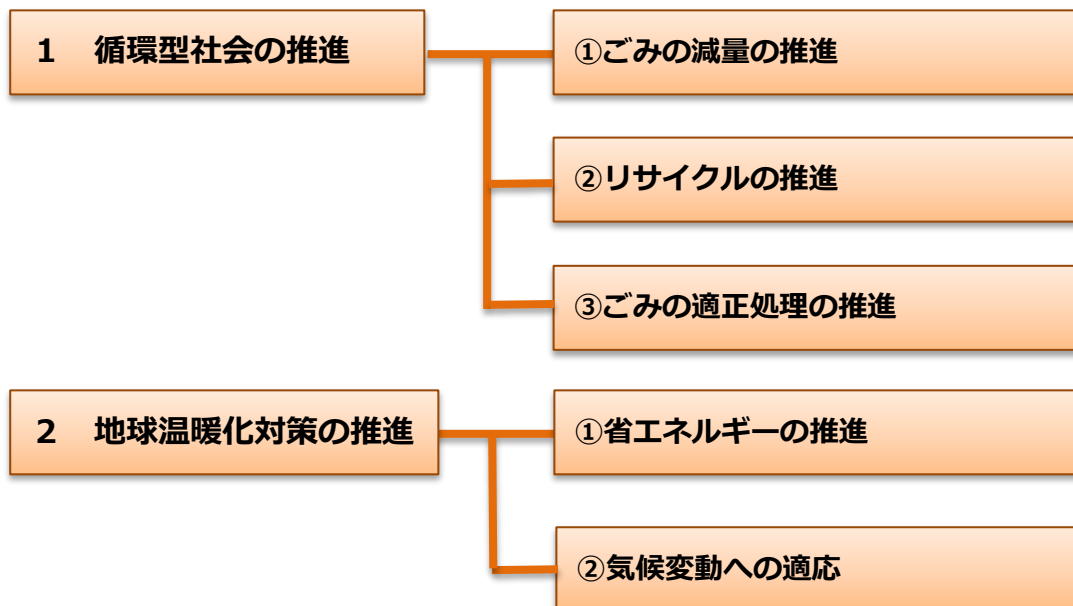 1　循環型社会の推進
①ごみの減量の推進
②リサイクルの推進
③ごみの適正処理の推進
2　地球温暖化対策の推進
①省エネルギーの推進
②気候変動への適応